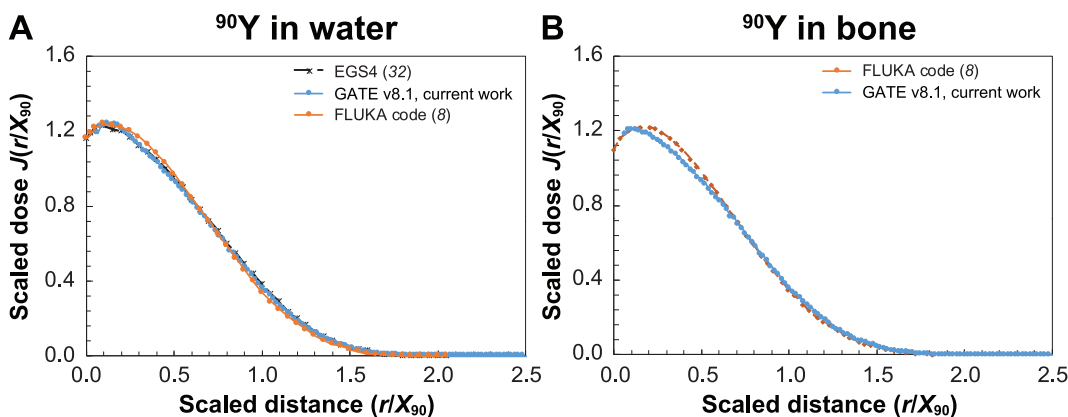 A
⁹⁰Y in water
Scaled dose J(r/X₉₀)
1.6
1.2
0.8
0.4
0.0
EGS4 (32)
GATE v8.1, current work
FLUKA code (8)
0.0 0.5 1.0 1.5 2.0 2.5
Scaled distance (r/X₉₀)
B
⁹⁰Y in bone
Scaled dose J(r/X₉₀)
1.6
1.2
0.8
0.4
0.0
FLUKA code (8)
GATE v8.1, current work
0.0 0.5 1.0 1.5 2.0 2.5
Scaled distance (r/X₉₀)